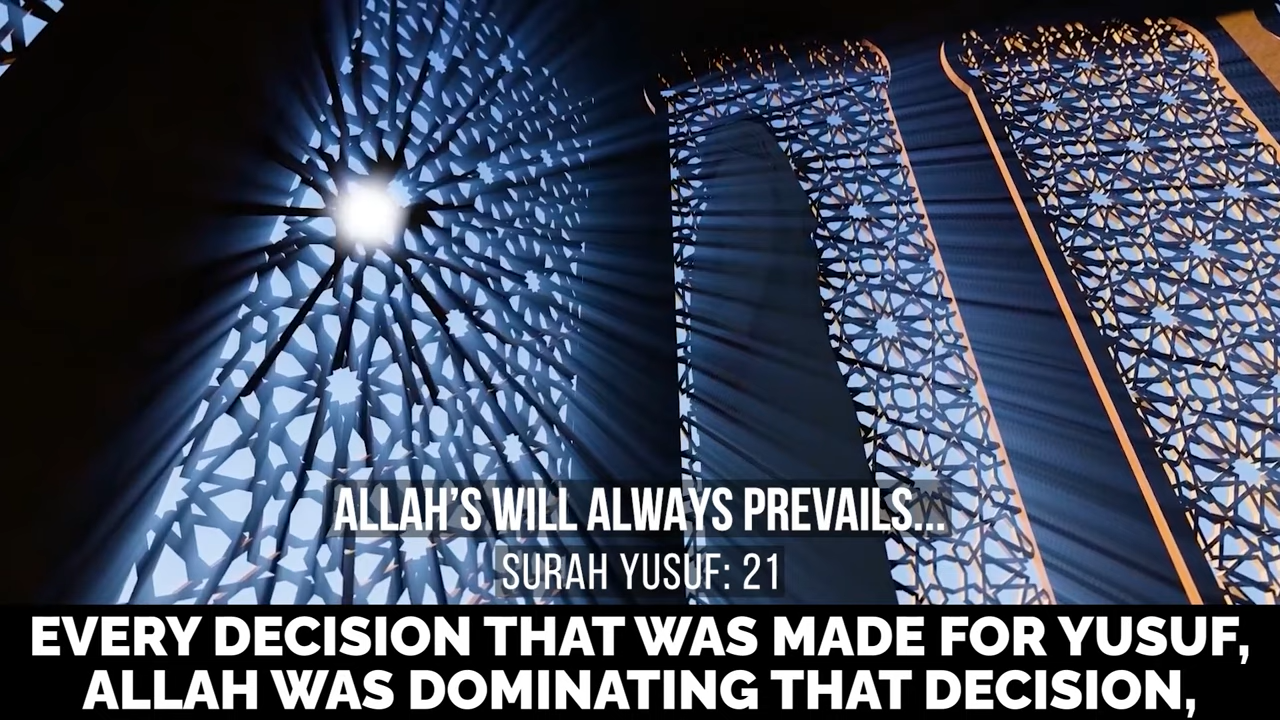 ALLAH’S WILL ALWAYS PREVAILS...
SURAH YUSUF: 21
EVERY DECISION THAT WAS MADE FOR YUSUF,
ALLAH WAS DOMINATING THAT DECISION,